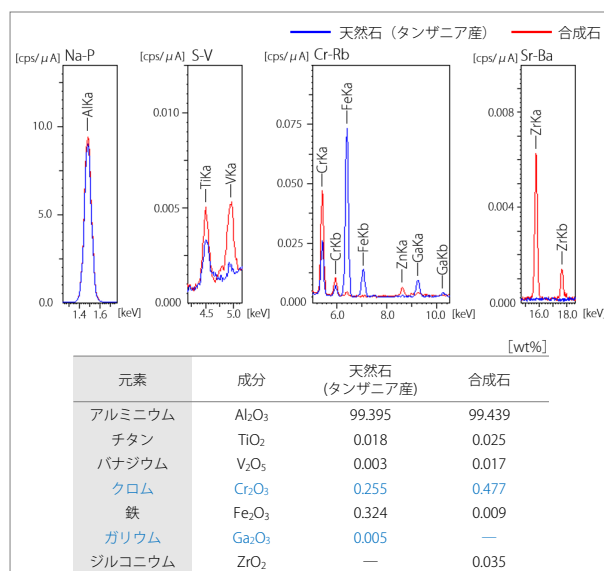 天然石（タンザニア産） 合成石
[cps/μA] Na-P
[cps/μA] S-V
[cps/μA] Cr-Rb
[cps/μA] Sr-Ba
10.0
5.0
0.0
AlKa
1.4 1.6 [keV]
0.010
0.005
0.000
TiKa
VKa
4.5 5.0 [keV]
0.075
0.050
0.025
0.000
CrKa
CrKb
FeKa
FeKb
ZnKa
GaKa
GaKb
6.0 8.0 10.0 [keV]
0.008
0.004
0.000
ZrKa
ZrKb
16.0 18.0 [keV]
[wt%]
元素 成分 天然石 合成石
(タンザニア産)
アルミニウム Al₂O₃ 99.395 99.439
チタン TiO₂ 0.018 0.025
バナジウム V₂O₅ 0.003 0.017
クロム Cr₂O₃ 0.255 0.477
鉄 Fe₂O₃ 0.324 0.009
ガリウム Ga₂O₃ 0.005 —
ジルコニウム ZrO₂ — 0.035